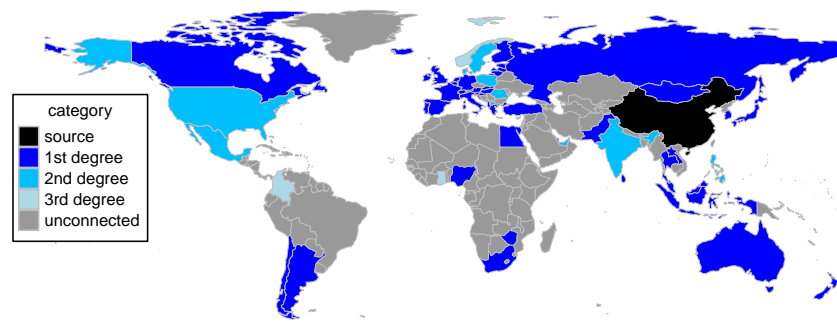 category
source
1st degree
2nd degree
3rd degree
unconnected